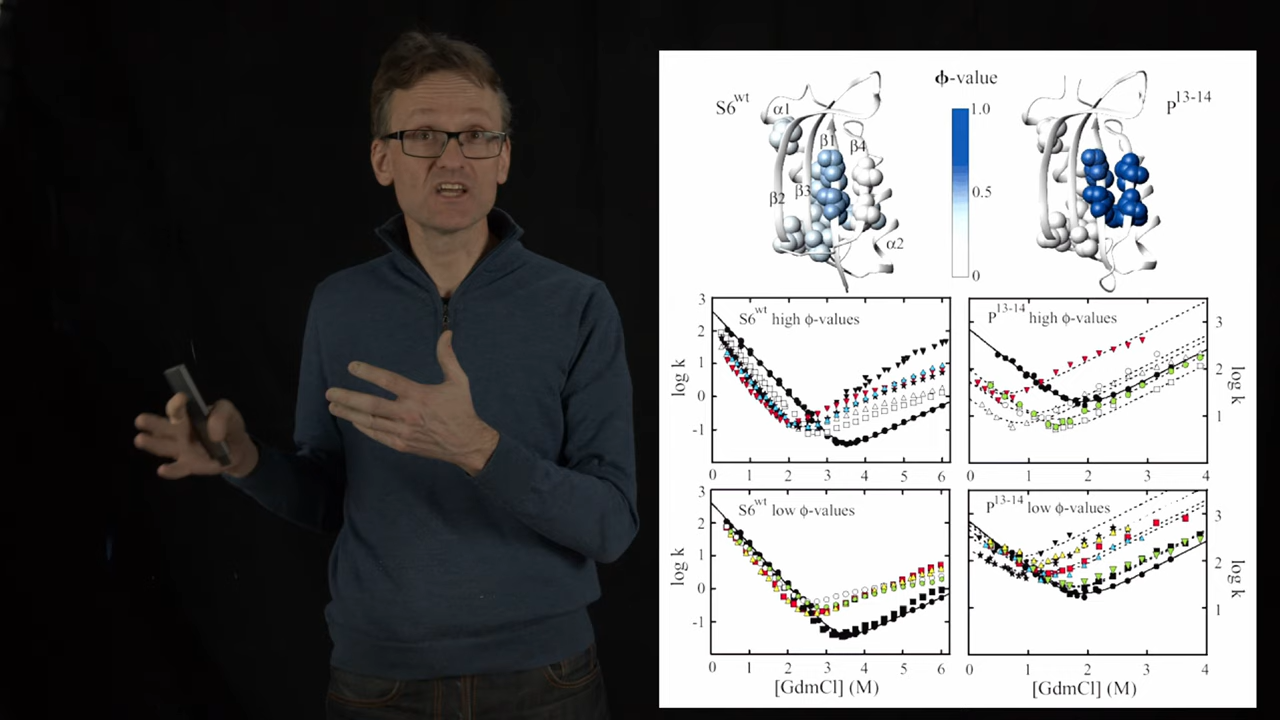 ϕ-value
S6wt
P13-14
α1
1.0
β1
β4
β3
β2
0.5
α2
0
3
2
1
0
-1
log k
S6wt high ϕ-values
0 1 2 3 4 5 6
P13-14 high ϕ-values
3
2
1
log k
0 1 2 3 4
3
2
1
0
-1
log k
S6wt low ϕ-values
0 1 2 3 4 5 6
[GdmCl] (M)
P13-14 low ϕ-values
3
2
1
log k
0 1 2 3 4
[GdmCl] (M)